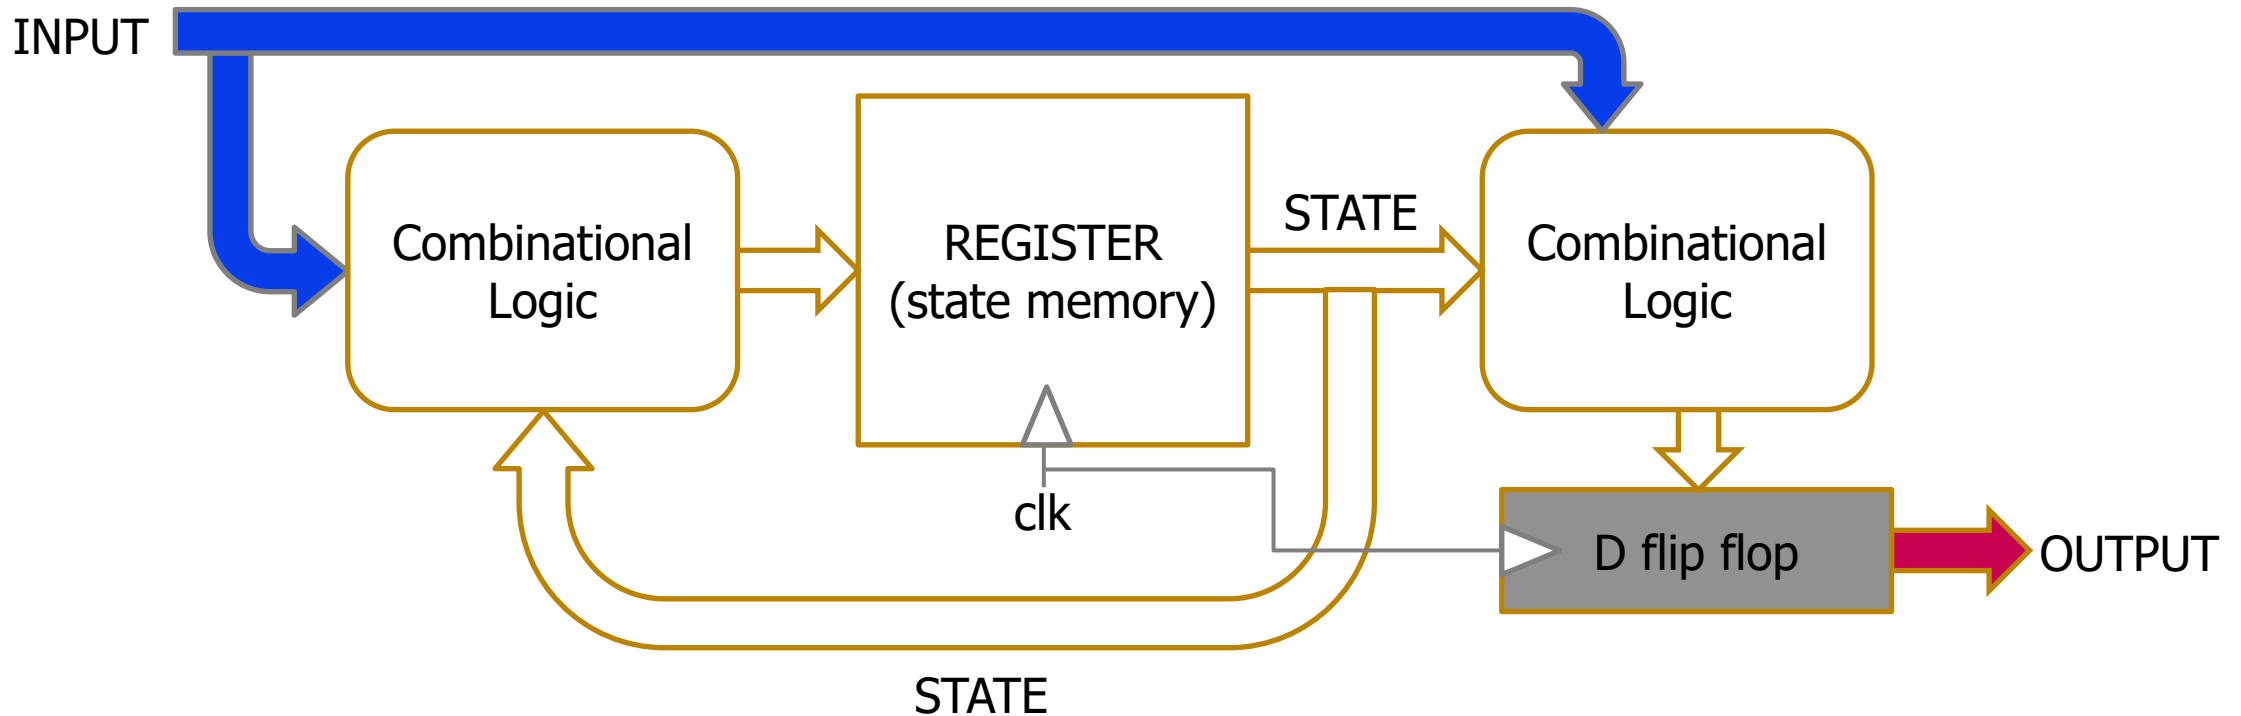 INPUT
Combinational
Logic
REGISTER
(state memory)
clk
STATE
Combinational
Logic
D flip flop
OUTPUT
STATE